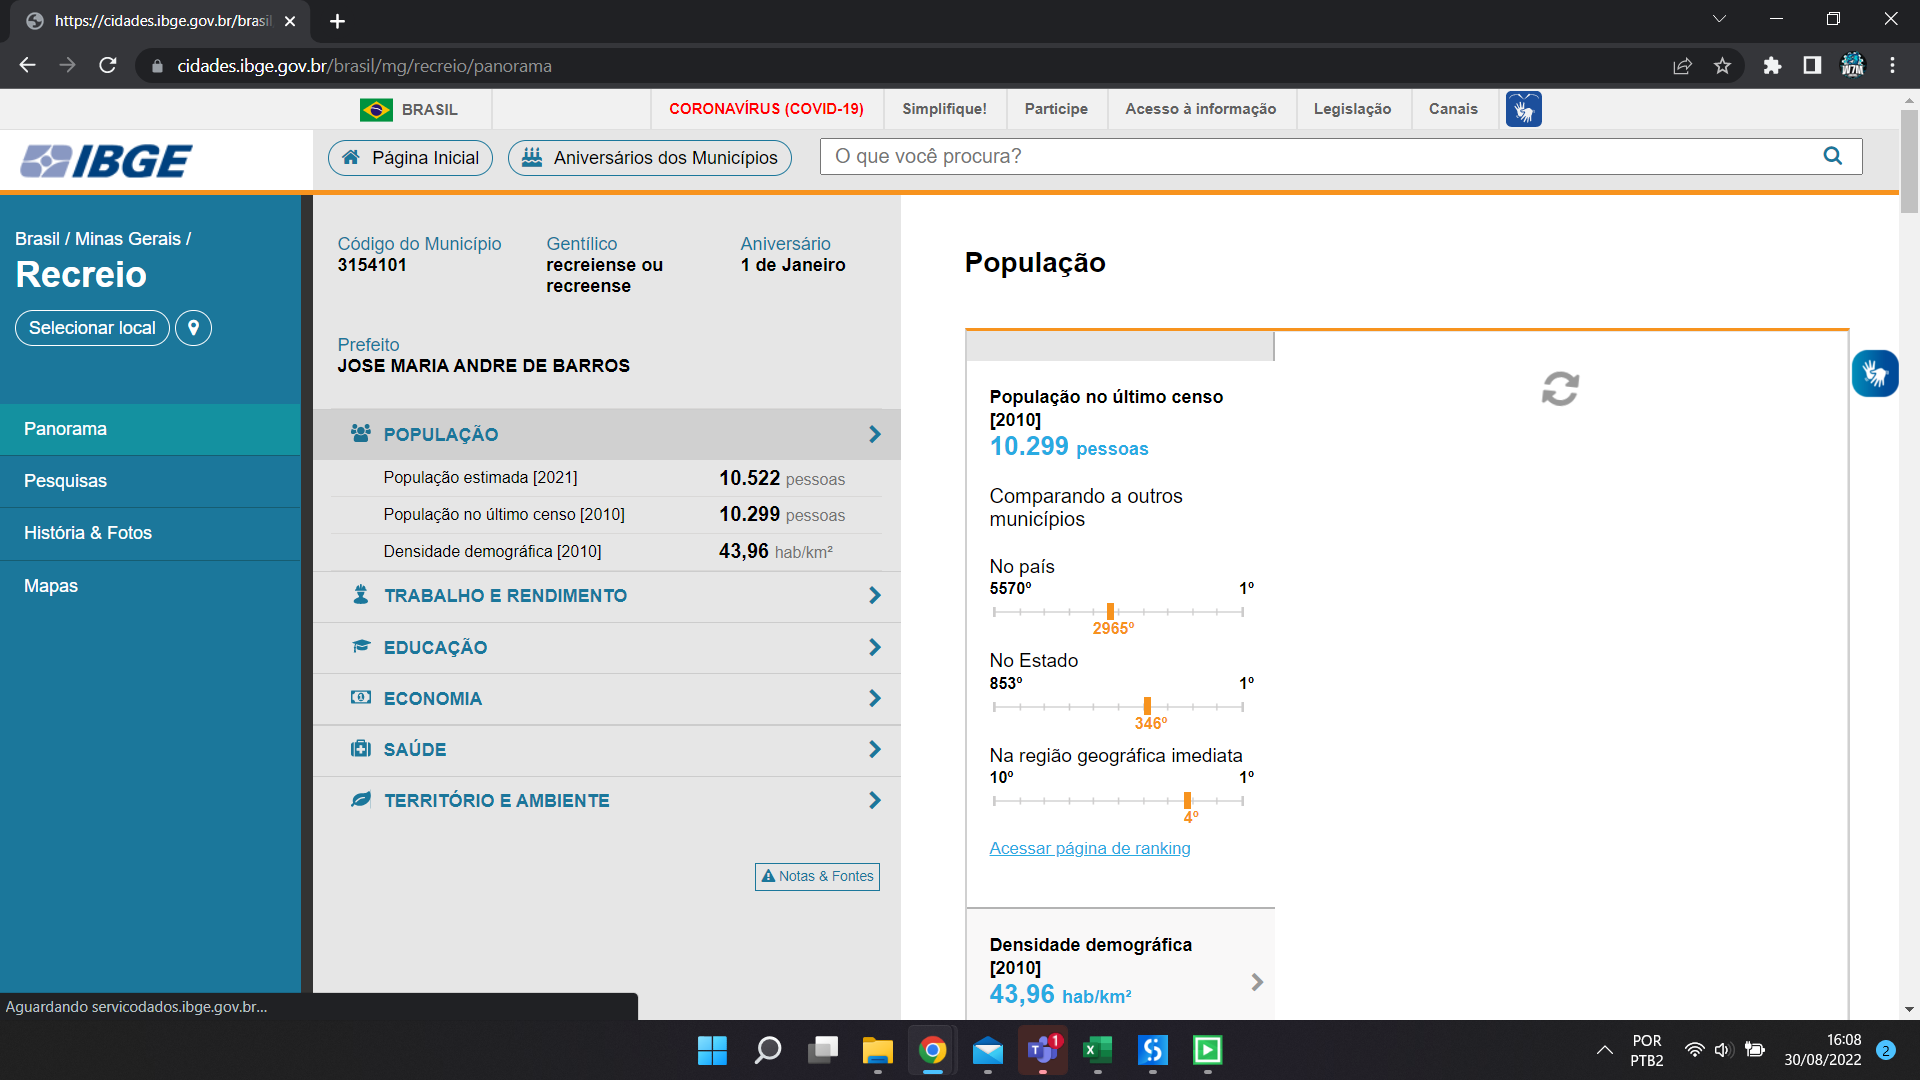 https://cidades.ibge.gov.br/brasil
cidades.ibge.gov.br/brasil/mg/recreio/panorama
BRASIL
CORONAVÍRUS (COVID-19)
Simplifique!
Participe
Acesso à informação
Legislação
Canais
IBGE
Página Inicial
Aniversários dos Municípios
O que você procura?
Brasil / Minas Gerais /
Recreio
Selecionar local
Panorama
Pesquisas
História & Fotos
Mapas
Código do Município
3154101
Gentílico
recreiense ou
recreense
Aniversário
1 de Janeiro
Prefeito
JOSE MARIA ANDRE DE BARROS
POPULAÇÃO
População estimada [2021] 10.522 pessoas
População no último censo [2010] 10.299 pessoas
Densidade demográfica [2010] 43,96 hab/km²
TRABALHO E RENDIMENTO
EDUCAÇÃO
ECONOMIA
SAÚDE
TERRITÓRIO E AMBIENTE
Notas & Fontes
População
População no último censo
[2010]
10.299 pessoas
Comparando a outros
municípios
No país
5570º 1º
2965º
No Estado
853º 1º
346º
Na região geográfica imediata
10º 1º
4º
Acessar página de ranking
Densidade demográfica
[2010]
43,96 hab/km²
Aguardando servicodados.ibge.gov.br...
1
POR
PTB2
16:08
30/08/2022
2